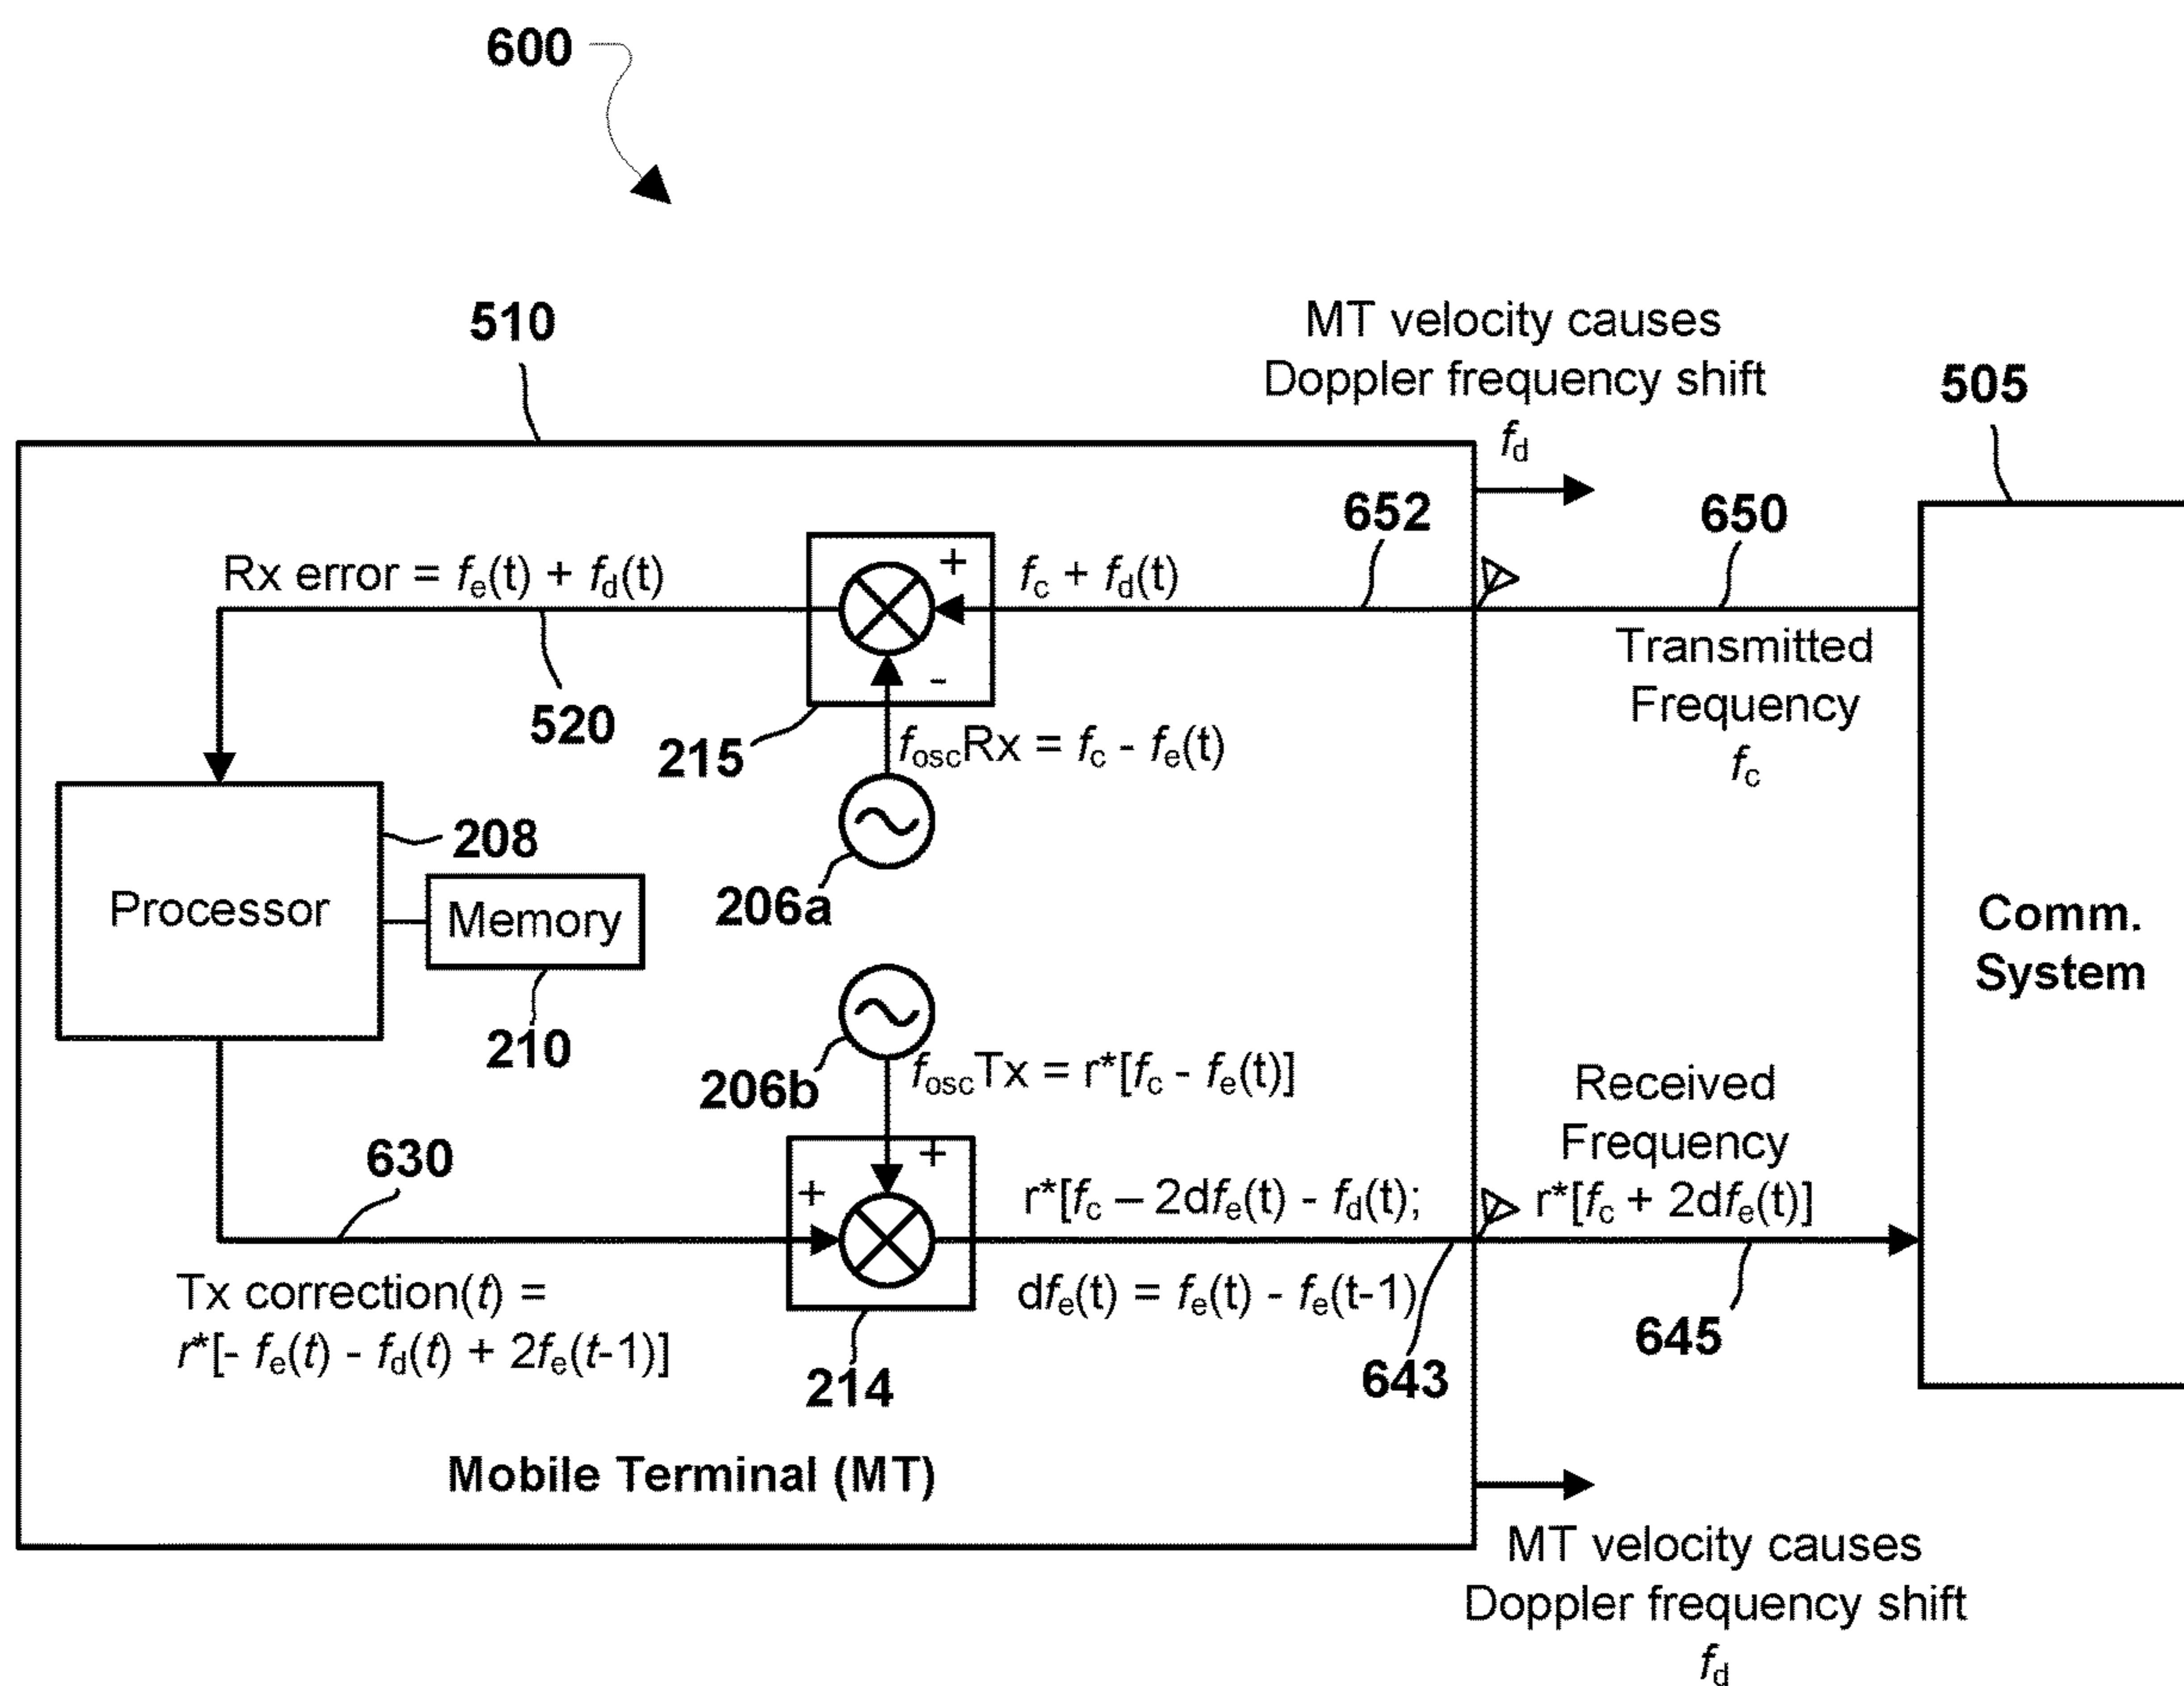 600
510
MT velocity causes
Doppler frequency shift
fd
505
652
650
Rx error = fe(t) + fd(t)
+
fc + fd(t)
-
Transmitted
Frequency
fc
520
215
foscRx = fc - fe(t)
208
Processor
Memory
206a
Comm.
System
210
206b
foscTx = r*[fc - fe(t)]
Received
Frequency
r*[fc + 2dfe(t)]
630
+
+
r*[fc – 2dfe(t) - fd(t);
Tx correction(t) =
r*[- fe(t) - fd(t) + 2fe(t-1)]
dfe(t) = fe(t) - fe(t-1)
214
643
645
Mobile Terminal (MT)
MT velocity causes
Doppler frequency shift
fd